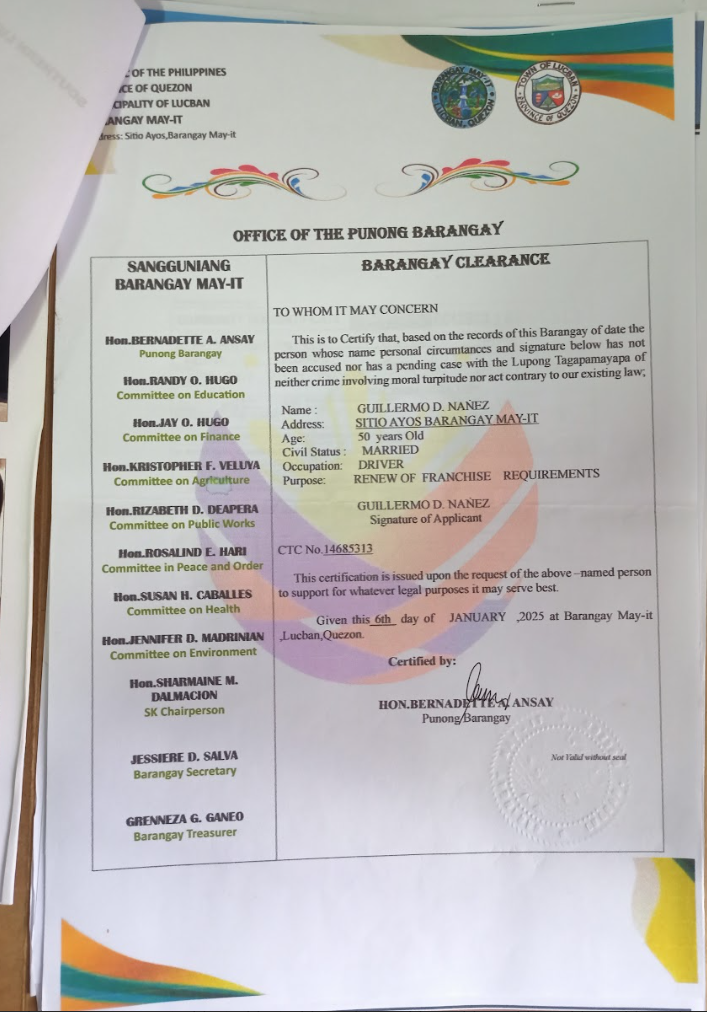 OF THE PHILIPPINES
CE OF QUEZON
CIPALITY OF LUCBAN
ANGAY MAY-IT
dress: Sitio Ayos,Barangay May-it
BARANGAY MAY-IT
LUCBAN, QUEZON
TOWN OF LUCBAN
PROVINCE OF QUEZON
OFFICE OF THE PUNONG BARANGAY
SANGGUNIANG
BARANGAY MAY-IT
Hon.BERNADETTE A. ANSAY
Punong Barangay
Hon.RANDY O. HUGO
Committee on Education
Hon.JAY O. HUGO
Committee on Finance
Hon.KRISTOPHER F. VELUYA
Committee on Agriculture
Hon.RIZABETH D. DEAPERA
Committee on Public Works
Hon.ROSALIND E. HARI
Committee in Peace and Order
Hon.SUSAN H. CABALLES
Committee on Health
Hon.JENNIFER D. MADRINIAN
Committee on Environment
Hon.SHARMAINE M.
DALMACION
SK Chairperson
JESSIERE D. SALVA
Barangay Secretary
GRENNEZA G. GANEO
Barangay Treasurer
BARANGAY CLEARANCE
TO WHOM IT MAY CONCERN
This is to Certify that, based on the records of this Barangay of date the
person whose name personal circumtances and signature below has not
been accused nor has a pending case with the Lupong Tagapamayapa of
neither crime involving moral turpitude nor act contrary to our existing law;
Name : GUILLERMO D. NAÑEZ
Address: SITIO AYOS BARANGAY MAY-IT
Age: 50 years Old
Civil Status : MARRIED
Occupation: DRIVER
Purpose: RENEW OF FRANCHISE REQUIREMENTS
GUILLERMO D. NAÑEZ
Signature of Applicant
CTC No.14685313
This certification is issued upon the request of the above –named person
to support for whatever legal purposes it may serve best.
Given this 6th day of JANUARY ,2025 at Barangay May-it
,Lucban,Quezon.
Certified by:
HON.BERNADETTE A. ANSAY
Punong Barangay
Not Valid without seal